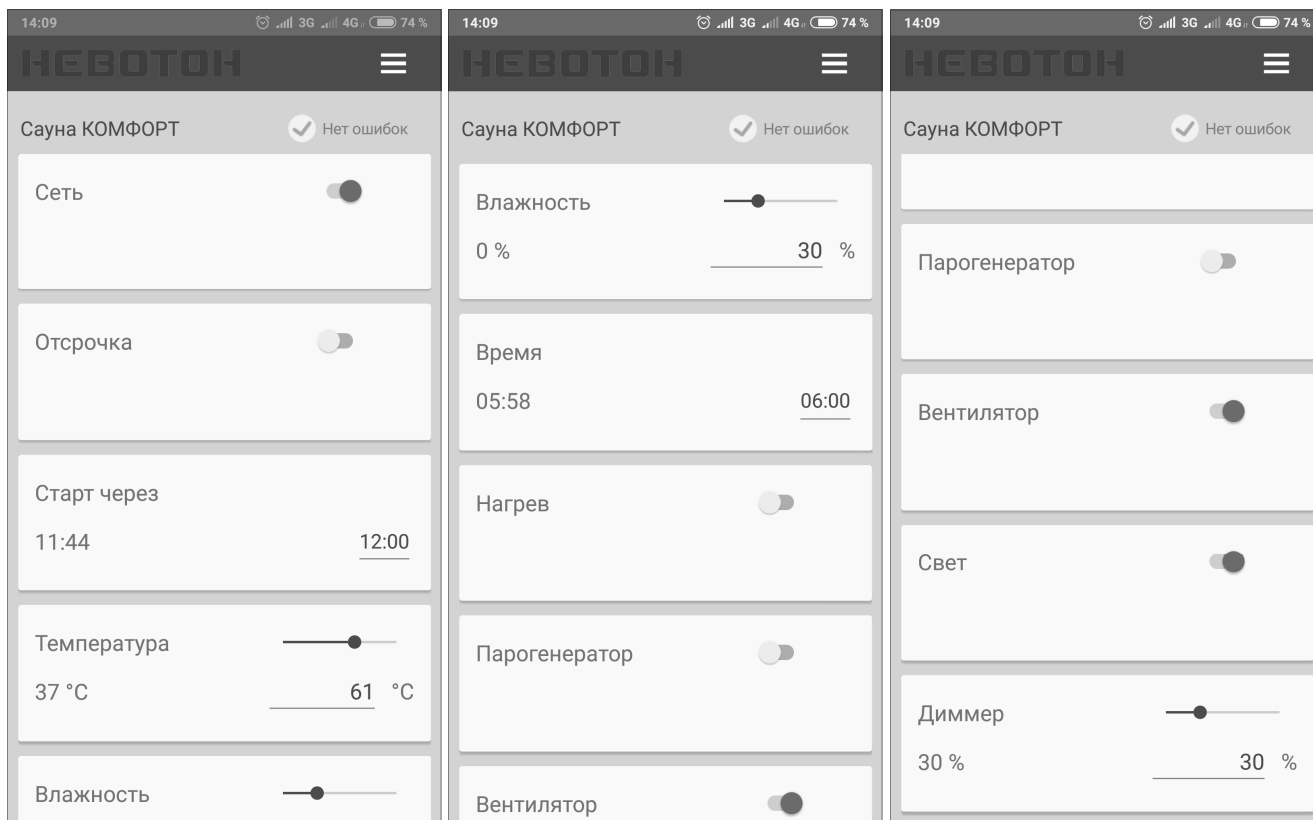 14:09 3G 4G 74 %
НЕВОТОН
Сауна КОМФОРТ Нет ошибок
Сеть
Отсрочка
Старт через
11:44 12:00
Температура
37 °C 61 °C
Влажность
14:09 3G 4G 74 %
НЕВОТОН
Сауна КОМФОРТ Нет ошибок
Влажность
0 % 30 %
Время
05:58 06:00
Нагрев
Парогенератор
Вентилятор
14:09 3G 4G 74 %
НЕВОТОН
Сауна КОМФОРТ Нет ошибок
Парогенератор
Вентилятор
Свет
Диммер
30 % 30 %